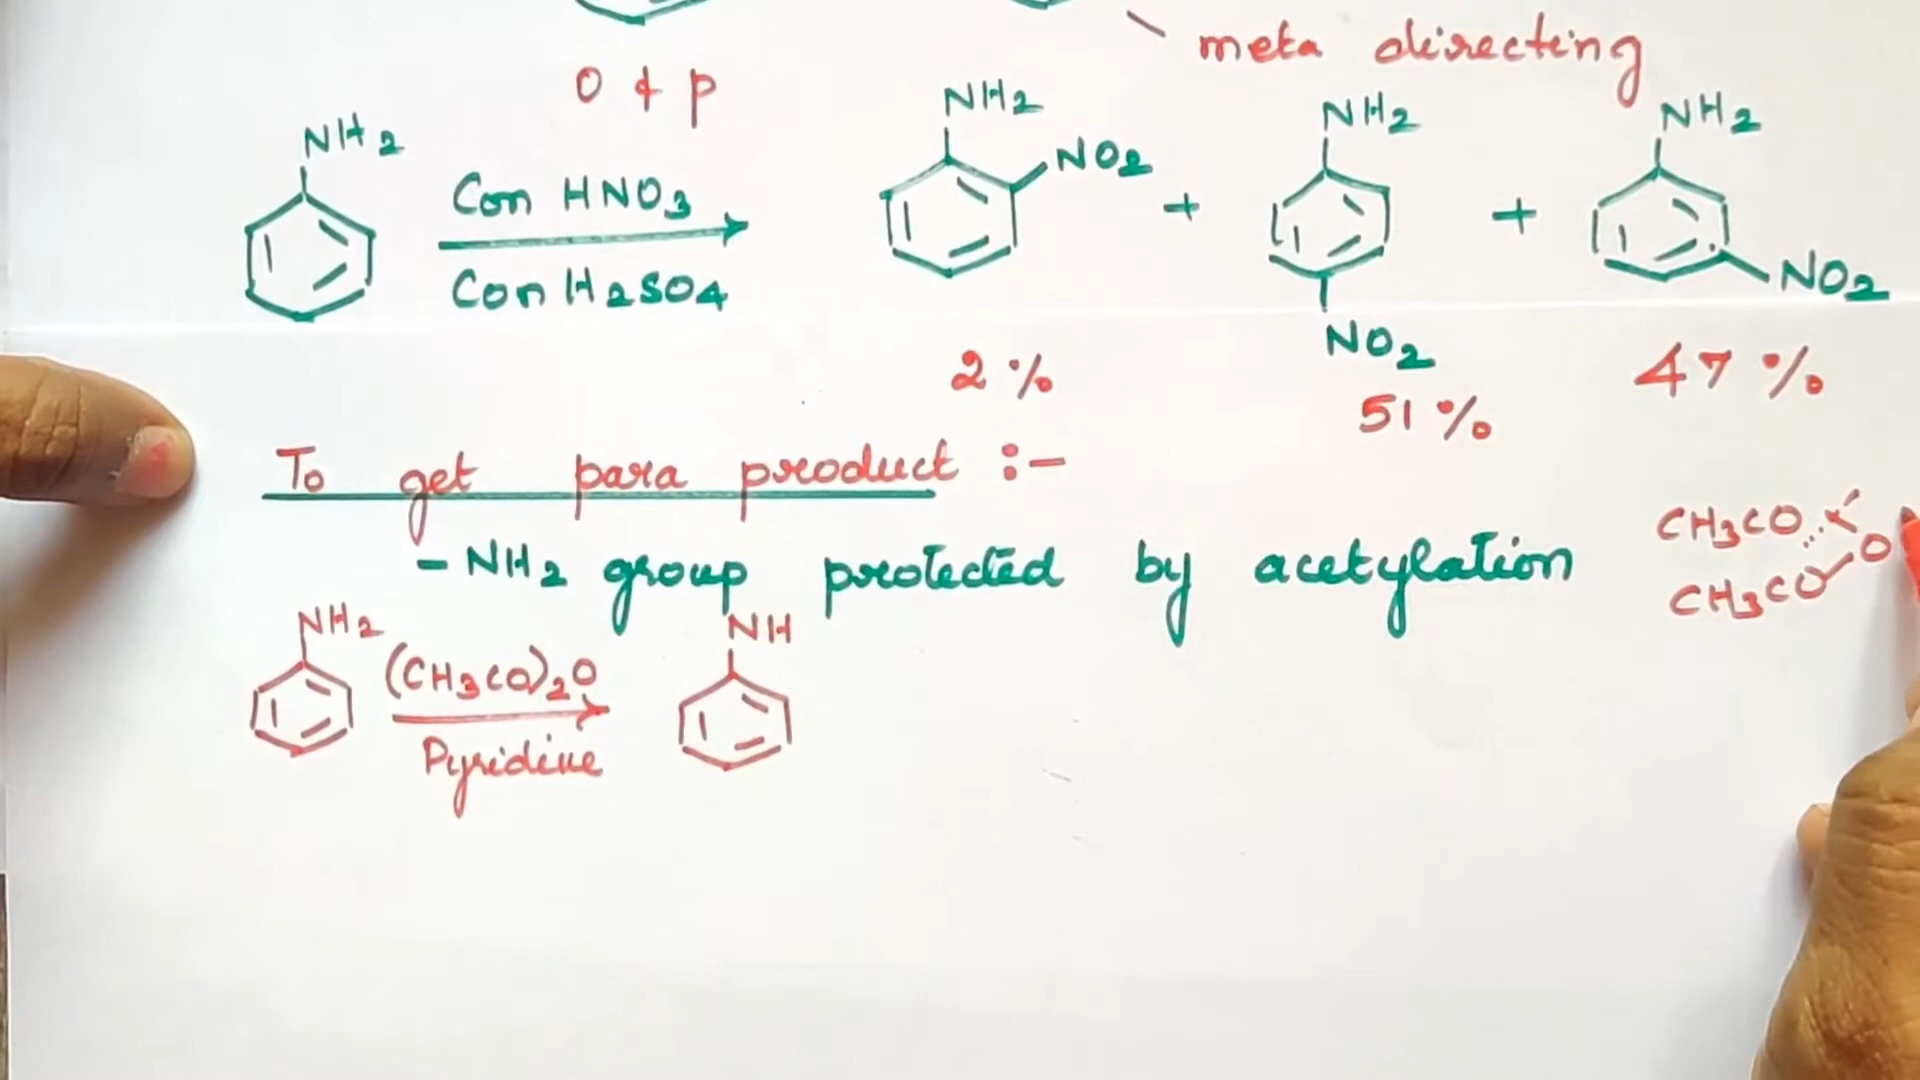 meta directing
O & p
NH2
Con HNO3
Con H2SO4
NH2
NO2
+
NH2
NO2
+
NH2
NO2
2%
51%
47%
To get para product :-
- NH2 group protected by acetylation
CH3CO
O
CH3CO
NH2
(CH3CO)2O
Pyridine
NH